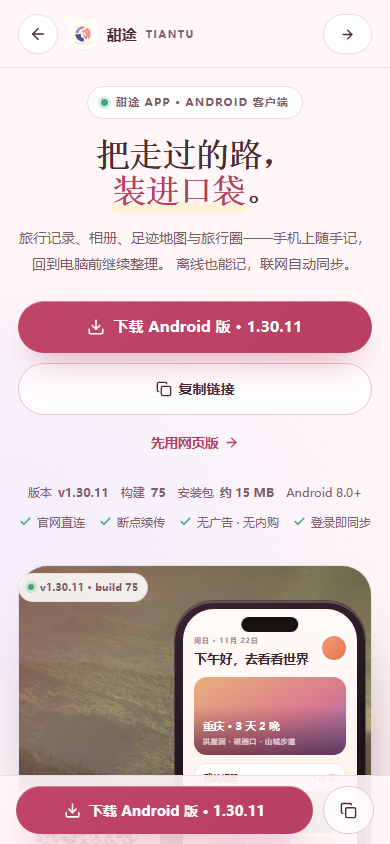 甜途 TIANTU
甜途 APP • ANDROID 客户端
把走过的路，
装进口袋。
旅行记录、相册、足迹地图与旅行圈——手机上随手记，
回到电脑前继续整理。 离线也能记，联网自动同步。
下载 Android 版 • 1.30.11
复制链接
先用网页版
版本 v1.30.11 构建 75 安装包 约 15 MB Android 8.0+
官网直连 断点续传 无广告 · 无内购 登录即同步
v1.30.11 • build 75
周日 · 11月 22日
下午好，去看看世界
重庆 • 3 天 2 晚
洪崖洞 · 磁器口 · 山城步道
下载 Android 版 • 1.30.11